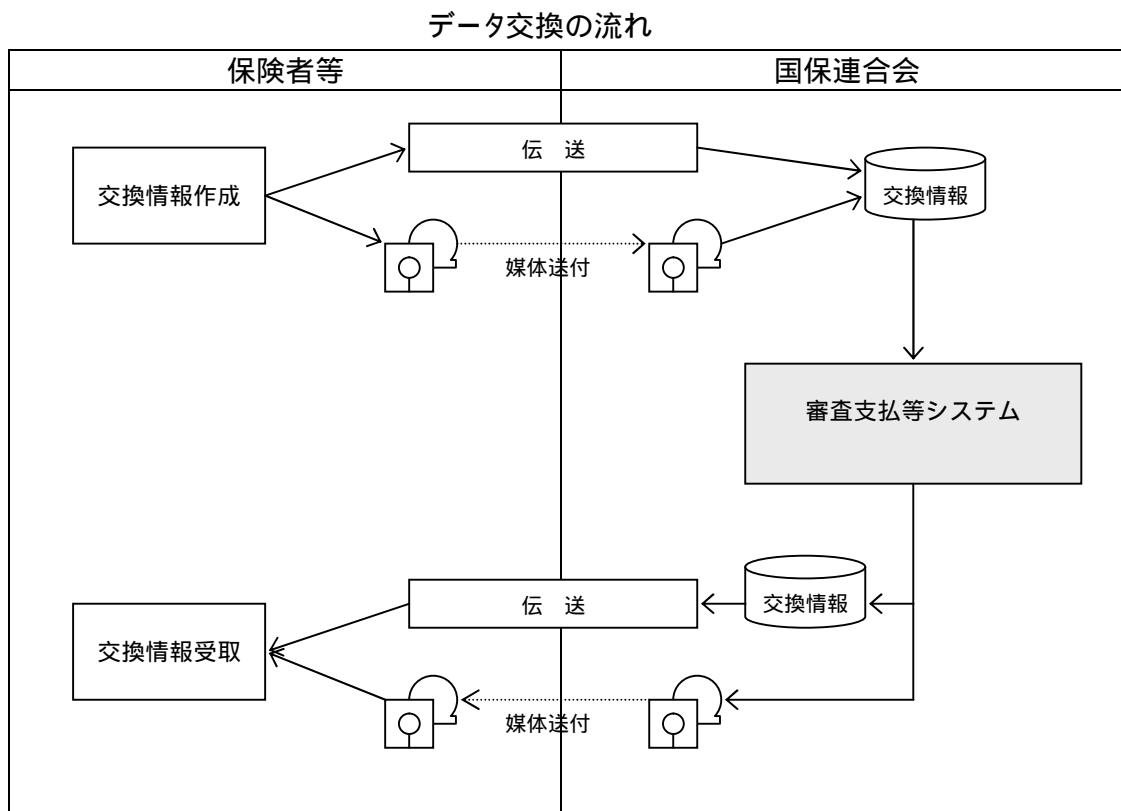 データ交換の流れ
保険者等
国保連合会
伝　送
交換情報作成
交換情報
媒体送付
審査支払等システム
伝　送
交換情報
交換情報受取
媒体送付